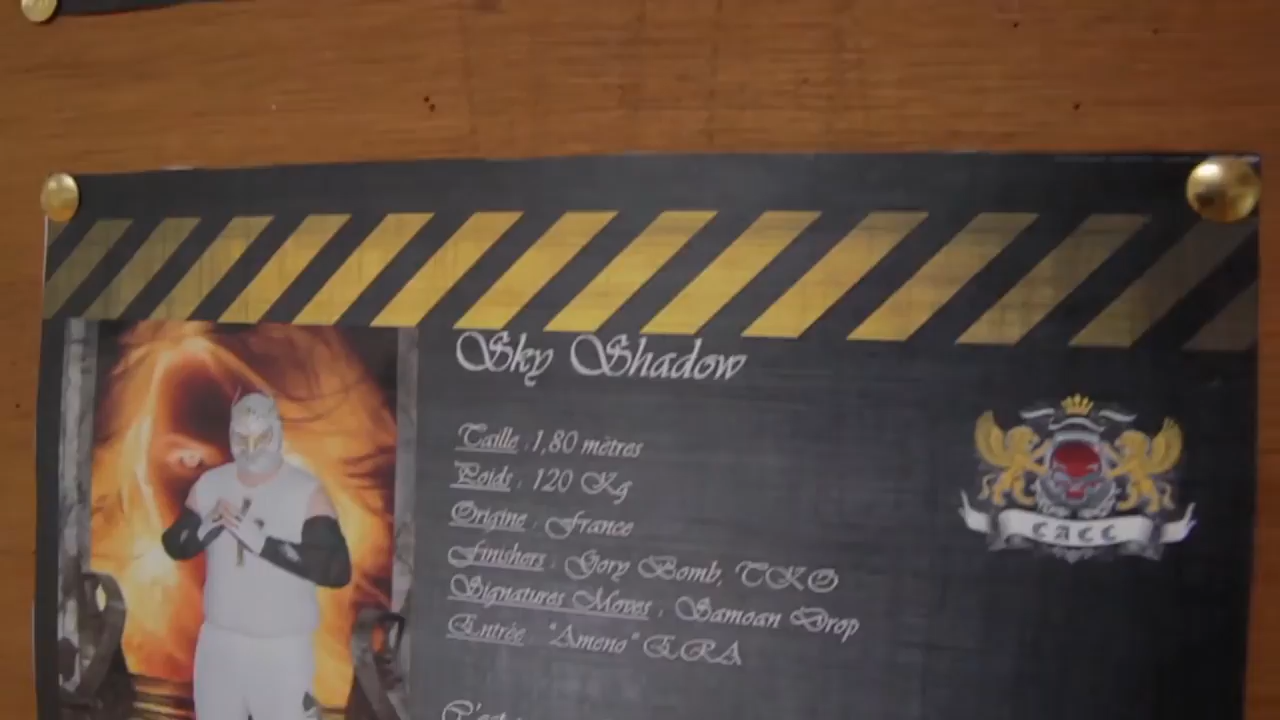 Sky Shadow
Taille : 1,80 mètres
Poids : 120 Kg
Origine : France
Finishers : Gory Bomb, TKO
Signatures Moves : Samoan Drop
Entrée : "Ameno" ERA
CACC
C'est